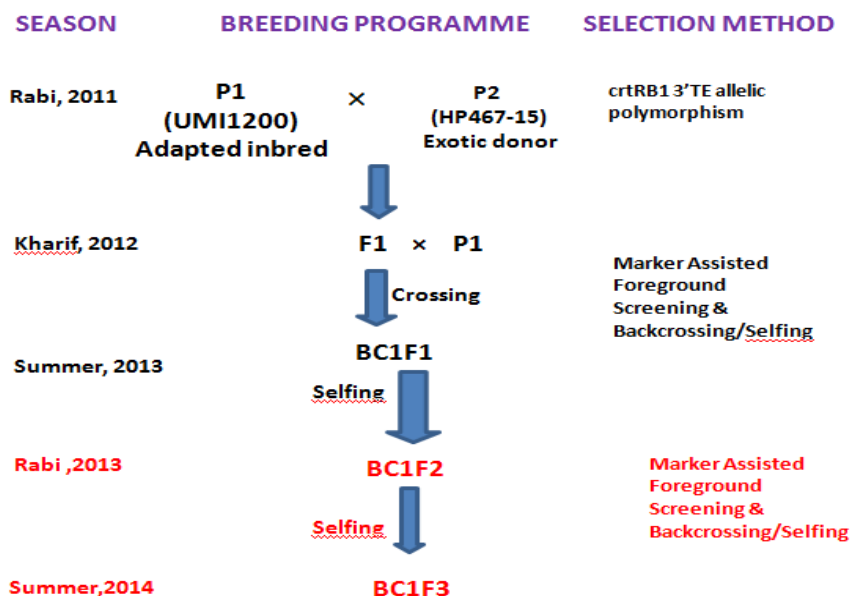 SEASON BREEDING PROGRAMME SELECTION METHOD
Rabi, 2011
P1 × P2
(UMI1200) (HP467-15)
Adapted inbred Exotic donor
crtRB1 3'TE allelic
polymorphism
Kharif, 2012
F1 × P1
Crossing
Marker Assisted
Foreground
Screening &
Backcrossing/Selfing
BC1F1
Summer, 2013
Selfing
Rabi ,2013
BC1F2
Marker Assisted
Foreground
Screening &
Backcrossing/Selfing
Selfing
Summer,2014
BC1F3